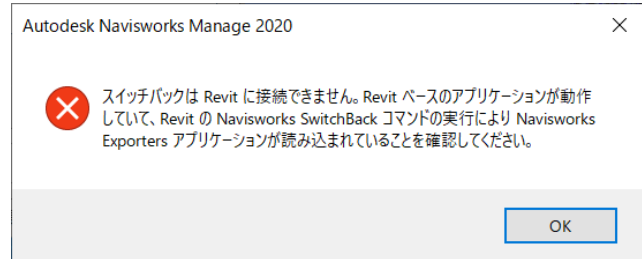 Autodesk Navisworks Manage 2020
スイッチバックは Revit に接続できません。Revit ベースのアプリケーションが動作
していて、Revit の Navisworks SwitchBack コマンドの実行により Navisworks
Exporters アプリケーションが読み込まれていることを確認してください。
OK